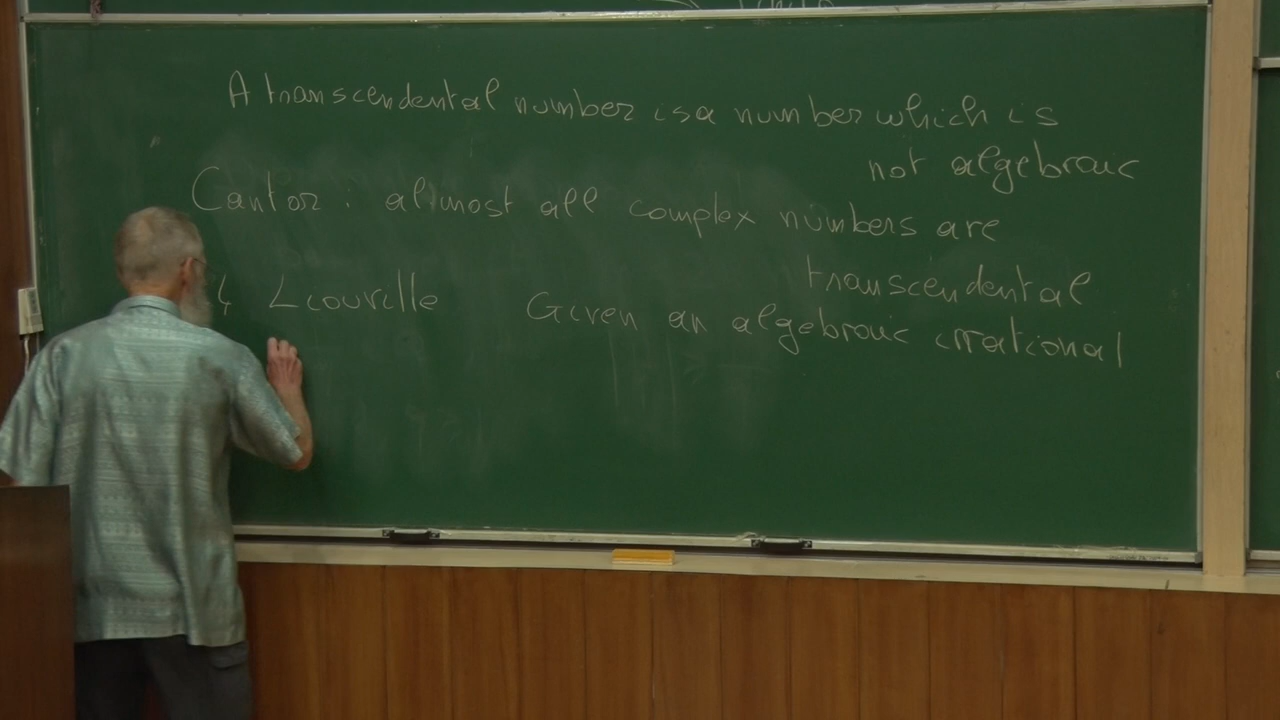 A transcendental number is a number which is
not algebraic
Cantor : almost all complex numbers are
transcendental
4 Liouville Given an algebraic irrational